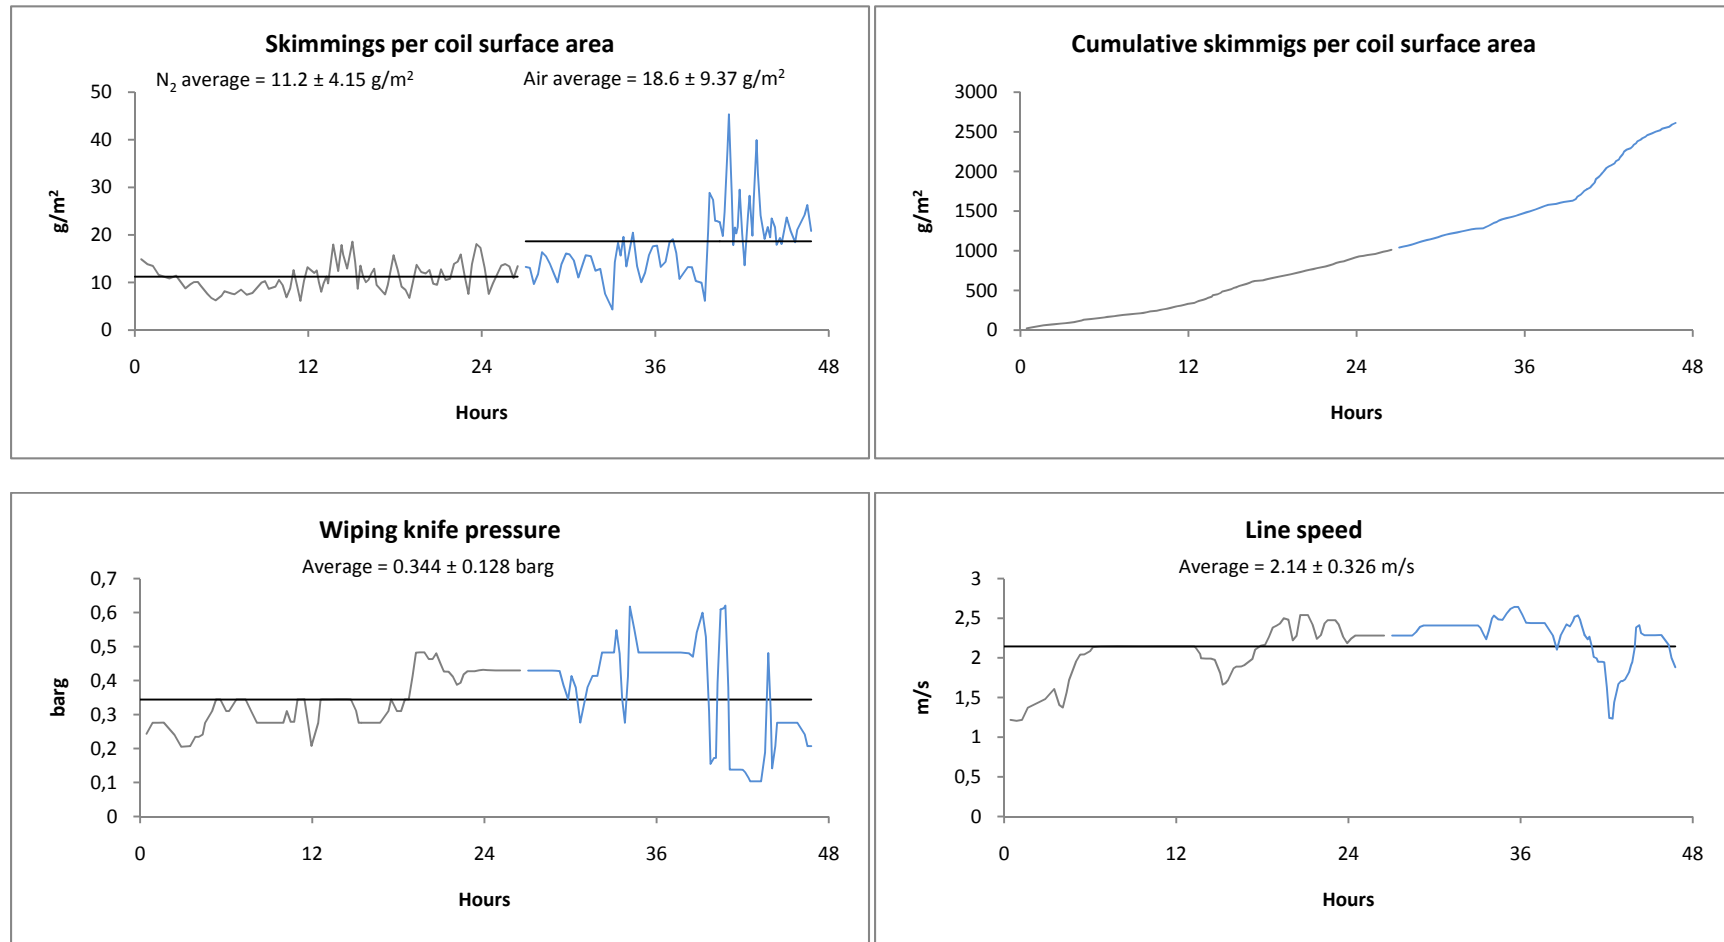 Skimmings per coil surface area
N₂ average = 11.2 ± 4.15 g/m²
Air average = 18.6 ± 9.37 g/m²
50
40
30
20
10
0
g/m²
0 12 24 36 48
Hours
Cumulative skimmigs per coil surface area
3000
2500
2000
1500
1000
500
0
g/m²
0 12 24 36 48
Hours
Wiping knife pressure
Average = 0.344 ± 0.128 barg
0,7
0,6
0,5
0,4
0,3
0,2
0,1
0
barg
0 12 24 36 48
Hours
Line speed
Average = 2.14 ± 0.326 m/s
3
2,5
2
1,5
1
0,5
0
m/s
0 12 24 36 48
Hours